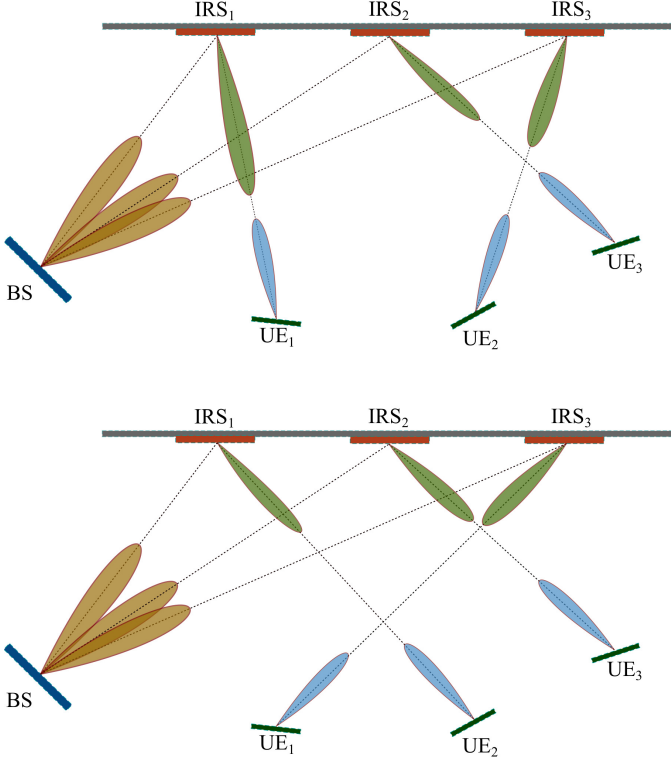 IRS₁ IRS₂ IRS₃
BS
UE₁ UE₂ UE₃
IRS₁ IRS₂ IRS₃
BS
UE₁ UE₂ UE₃